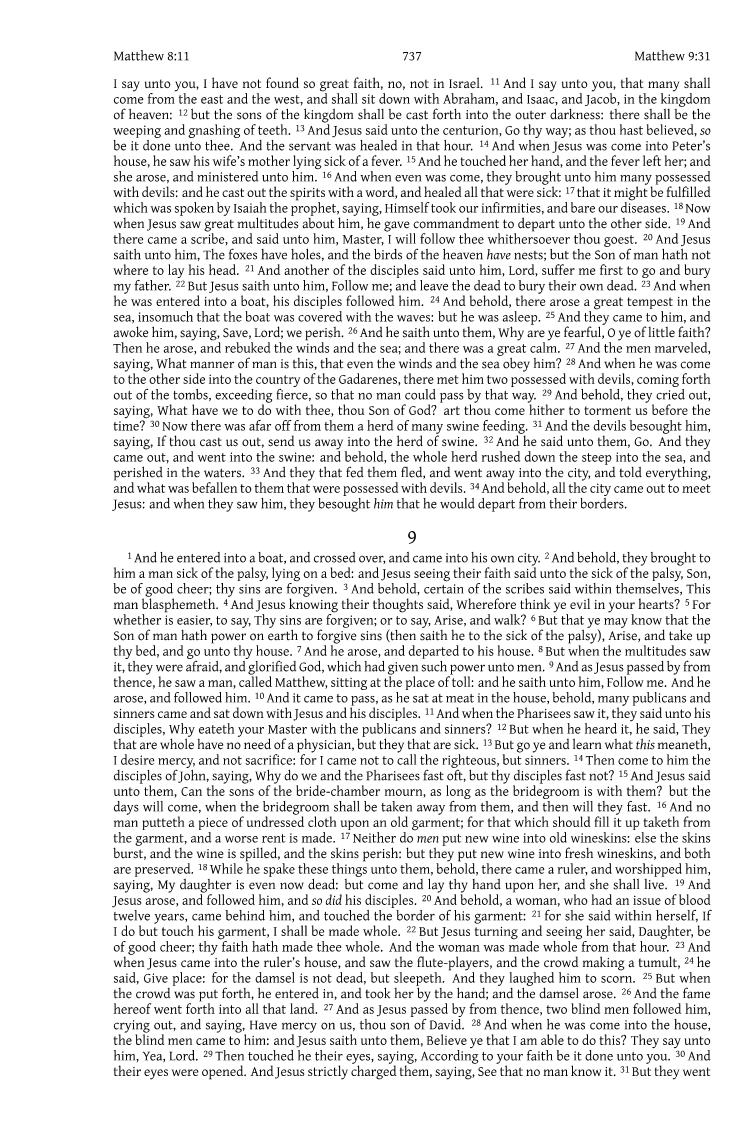 Matthew 8:11 737 Matthew 9:31
I say unto you, I have not found so great faith, no, not in Israel. 11 And I say unto you, that many shall
come from the east and the west, and shall sit down with Abraham, and Isaac, and Jacob, in the kingdom
of heaven: 12 but the sons of the kingdom shall be cast forth into the outer darkness: there shall be the
weeping and gnashing of teeth. 13 And Jesus said unto the centurion, Go thy way; as thou hast believed, so
be it done unto thee. And the servant was healed in that hour. 14 And when Jesus was come into Peter's
house, he saw his wife's mother lying sick of a fever. 15 And he touched her hand, and the fever left her; and
she arose, and ministered unto him. 16 And when even was come, they brought unto him many possessed
with devils: and he cast out the spirits with a word, and healed all that were sick: 17 that it might be fulfilled
which was spoken by Isaiah the prophet, saying, Himself took our infirmities, and bare our diseases. 18 Now
when Jesus saw great multitudes about him, he gave commandment to depart unto the other side. 19 And
there came a scribe, and said unto him, Master, I will follow thee whithersoever thou goest. 20 And Jesus
saith unto him, The foxes have holes, and the birds of the heaven have nests; but the Son of man hath not
where to lay his head. 21 And another of the disciples said unto him, Lord, suffer me first to go and bury
my father. 22 But Jesus saith unto him, Follow me; and leave the dead to bury their own dead. 23 And when
he was entered into a boat, his disciples followed him. 24 And behold, there arose a great tempest in the
sea, insomuch that the boat was covered with the waves: but he was asleep. 25 And they came to him, and
awoke him, saying, Save, Lord; we perish. 26 And he saith unto them, Why are ye fearful, O ye of little faith?
Then he arose, and rebuked the winds and the sea; and there was a great calm. 27 And the men marveled,
saying, What manner of man is this, that even the winds and the sea obey him? 28 And when he was come
to the other side into the country of the Gadarenes, there met him two possessed with devils, coming forth
out of the tombs, exceeding fierce, so that no man could pass by that way. 29 And behold, they cried out,
saying, What have we to do with thee, thou Son of God? art thou come hither to torment us before the
time? 30 Now there was afar off from them a herd of many swine feeding. 31 And the devils besought him,
saying, If thou cast us out, send us away into the herd of swine. 32 And he said unto them, Go. And they
came out, and went into the swine: and behold, the whole herd rushed down the steep into the sea, and
perished in the waters. 33 And they that fed them fled, and went away into the city, and told everything,
and what was befallen to them that were possessed with devils. 34 And behold, all the city came out to meet
Jesus: and when they saw him, they besought him that he would depart from their borders.
9
1 And he entered into a boat, and crossed over, and came into his own city. 2 And behold, they brought to
him a man sick of the palsy, lying on a bed: and Jesus seeing their faith said unto the sick of the palsy, Son,
be of good cheer; thy sins are forgiven. 3 And behold, certain of the scribes said within themselves, This
man blasphemeth. 4 And Jesus knowing their thoughts said, Wherefore think ye evil in your hearts? 5 For
whether is easier, to say, Thy sins are forgiven; or to say, Arise, and walk? 6 But that ye may know that the
Son of man hath power on earth to forgive sins (then saith he to the sick of the palsy), Arise, and take up
thy bed, and go unto thy house. 7 And he arose, and departed to his house. 8 But when the multitudes saw
it, they were afraid, and glorified God, which had given such power unto men. 9 And as Jesus passed by from
thence, he saw a man, called Matthew, sitting at the place of toll: and he saith unto him, Follow me. And he
arose, and followed him. 10 And it came to pass, as he sat at meat in the house, behold, many publicans and
sinners came and sat down with Jesus and his disciples. 11 And when the Pharisees saw it, they said unto his
disciples, Why eateth your Master with the publicans and sinners? 12 But when he heard it, he said, They
that are whole have no need of a physician, but they that are sick. 13 But go ye and learn what this meaneth,
I desire mercy, and not sacrifice: for I came not to call the righteous, but sinners. 14 Then come to him the
disciples of John, saying, Why do we and the Pharisees fast oft, but thy disciples fast not? 15 And Jesus said
unto them, Can the sons of the bride-chamber mourn, as long as the bridegroom is with them? but the
days will come, when the bridegroom shall be taken away from them, and then will they fast. 16 And no
man putteth a piece of undressed cloth upon an old garment; for that which should fill it up taketh from
the garment, and a worse rent is made. 17 Neither do men put new wine into old wineskins: else the skins
burst, and the wine is spilled, and the skins perish: but they put new wine into fresh wineskins, and both
are preserved. 18 While he spake these things unto them, behold, there came a ruler, and worshipped him,
saying, My daughter is even now dead: but come and lay thy hand upon her, and she shall live. 19 And
Jesus arose, and followed him, and so did his disciples. 20 And behold, a woman, who had an issue of blood
twelve years, came behind him, and touched the border of his garment: 21 for she said within herself, If
I do but touch his garment, I shall be made whole. 22 But Jesus turning and seeing her said, Daughter, be
of good cheer; thy faith hath made thee whole. And the woman was made whole from that hour. 23 And
when Jesus came into the ruler's house, and saw the flute-players, and the crowd making a tumult, 24 he
said, Give place: for the damsel is not dead, but sleepeth. And they laughed him to scorn. 25 But when
the crowd was put forth, he entered in, and took her by the hand; and the damsel arose. 26 And the fame
hereof went forth into all that land. 27 And as Jesus passed by from thence, two blind men followed him,
crying out, and saying, Have mercy on us, thou son of David. 28 And when he was come into the house,
the blind men came to him: and Jesus saith unto them, Believe ye that I am able to do this? They say unto
him, Yea, Lord. 29 Then touched he their eyes, saying, According to your faith be it done unto you. 30 And
their eyes were opened. And Jesus strictly charged them, saying, See that no man know it. 31 But they went